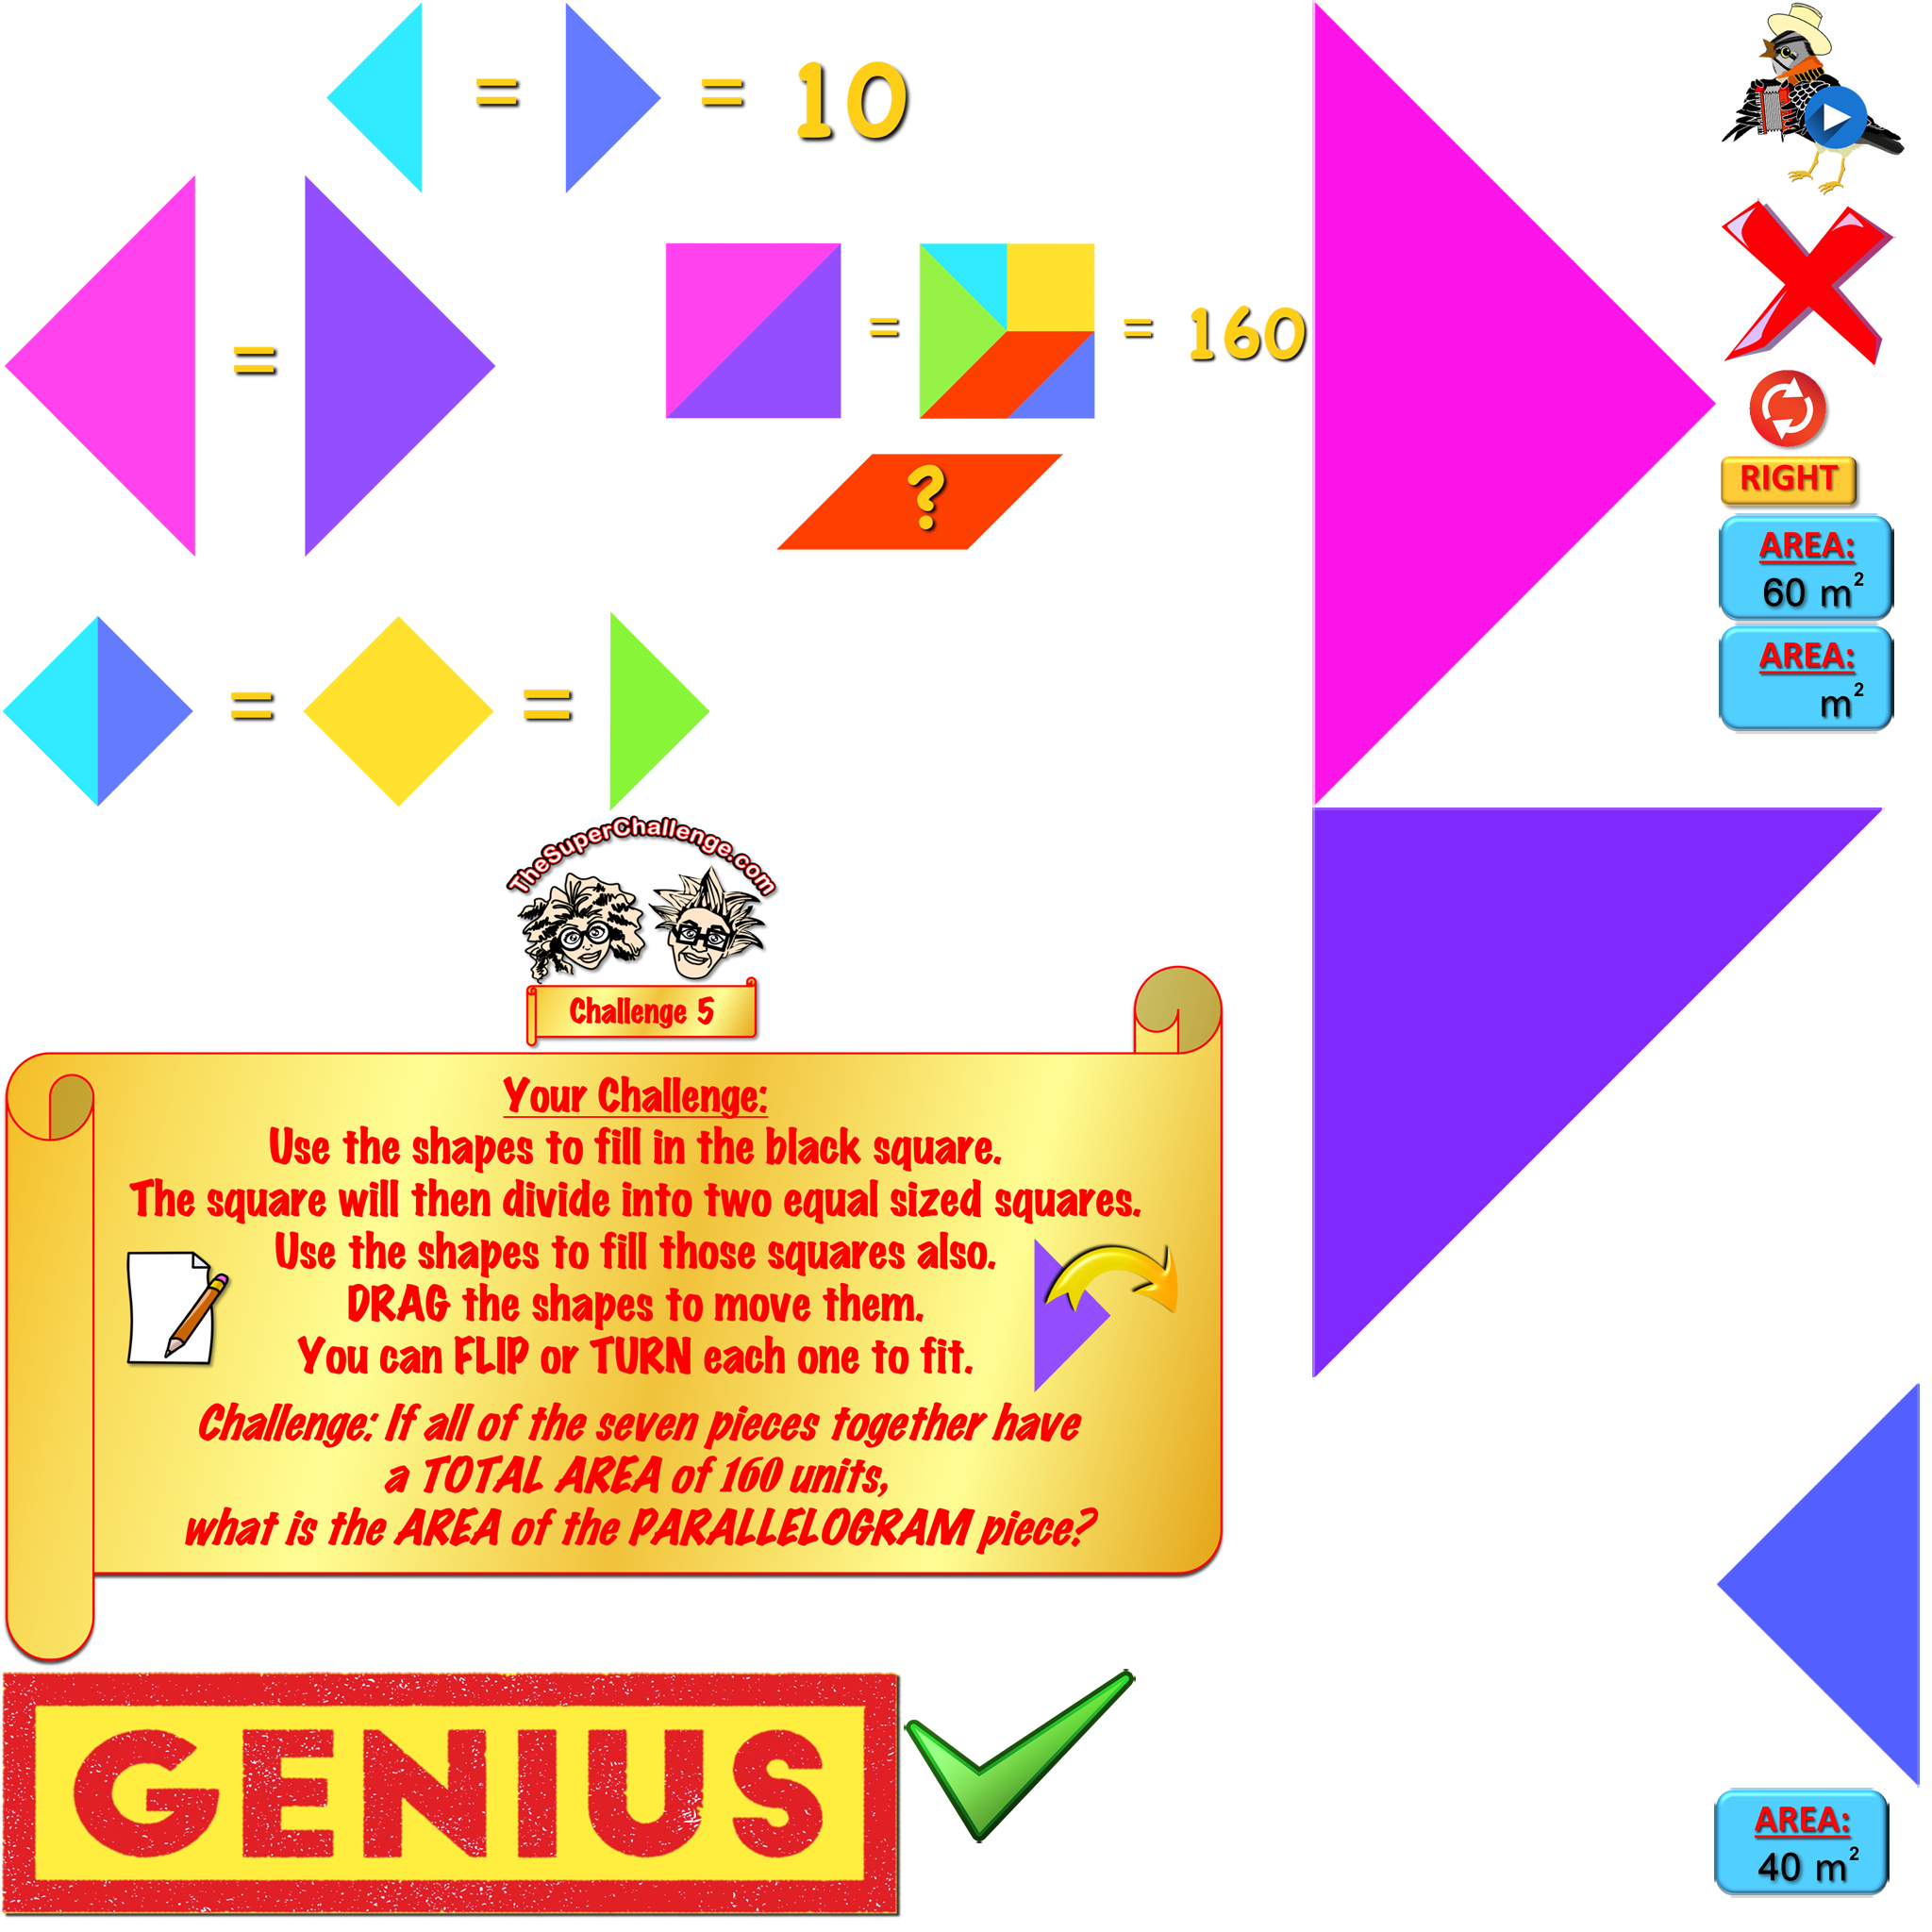 = = 10
=
= = 160
?
= =
RIGHT
AREA:
60 m²
AREA:
m²
TheSuperChallenge.com
Challenge 5
Your Challenge:
Use the shapes to fill in the black square.
The square will then divide into two equal sized squares.
Use the shapes to fill those squares also.
DRAG the shapes to move them.
You can FLIP or TURN each one to fit.
Challenge: If all of the seven pieces together have
a TOTAL AREA of 160 units,
what is the AREA of the PARALLELOGRAM piece?
GENIUS
AREA:
40 m²